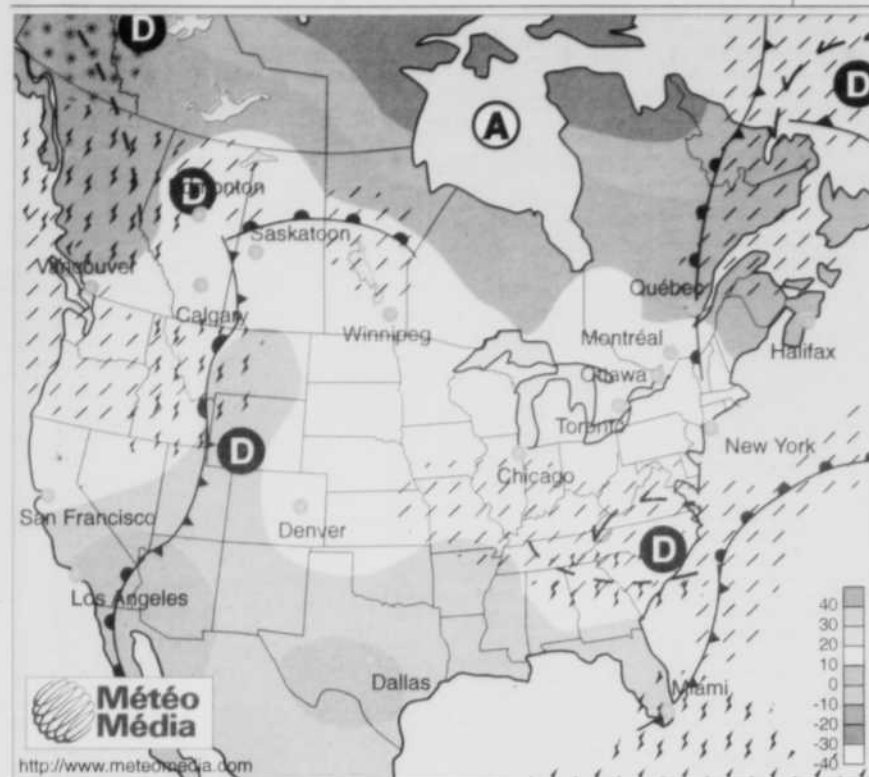 D
A
D
Edmonton
D
Saskatoon
Vancouver
Québec
Calgary
Winnipeg
Montréal
Halifax
Ottawa
Toronto
D
New York
Chicago
San Francisco
Denver
D
Los Angeles
40
30
20
10
0
-10
-20
-30
-40
Dallas
Miami
Météo
Média
http://www.meteomedia.com